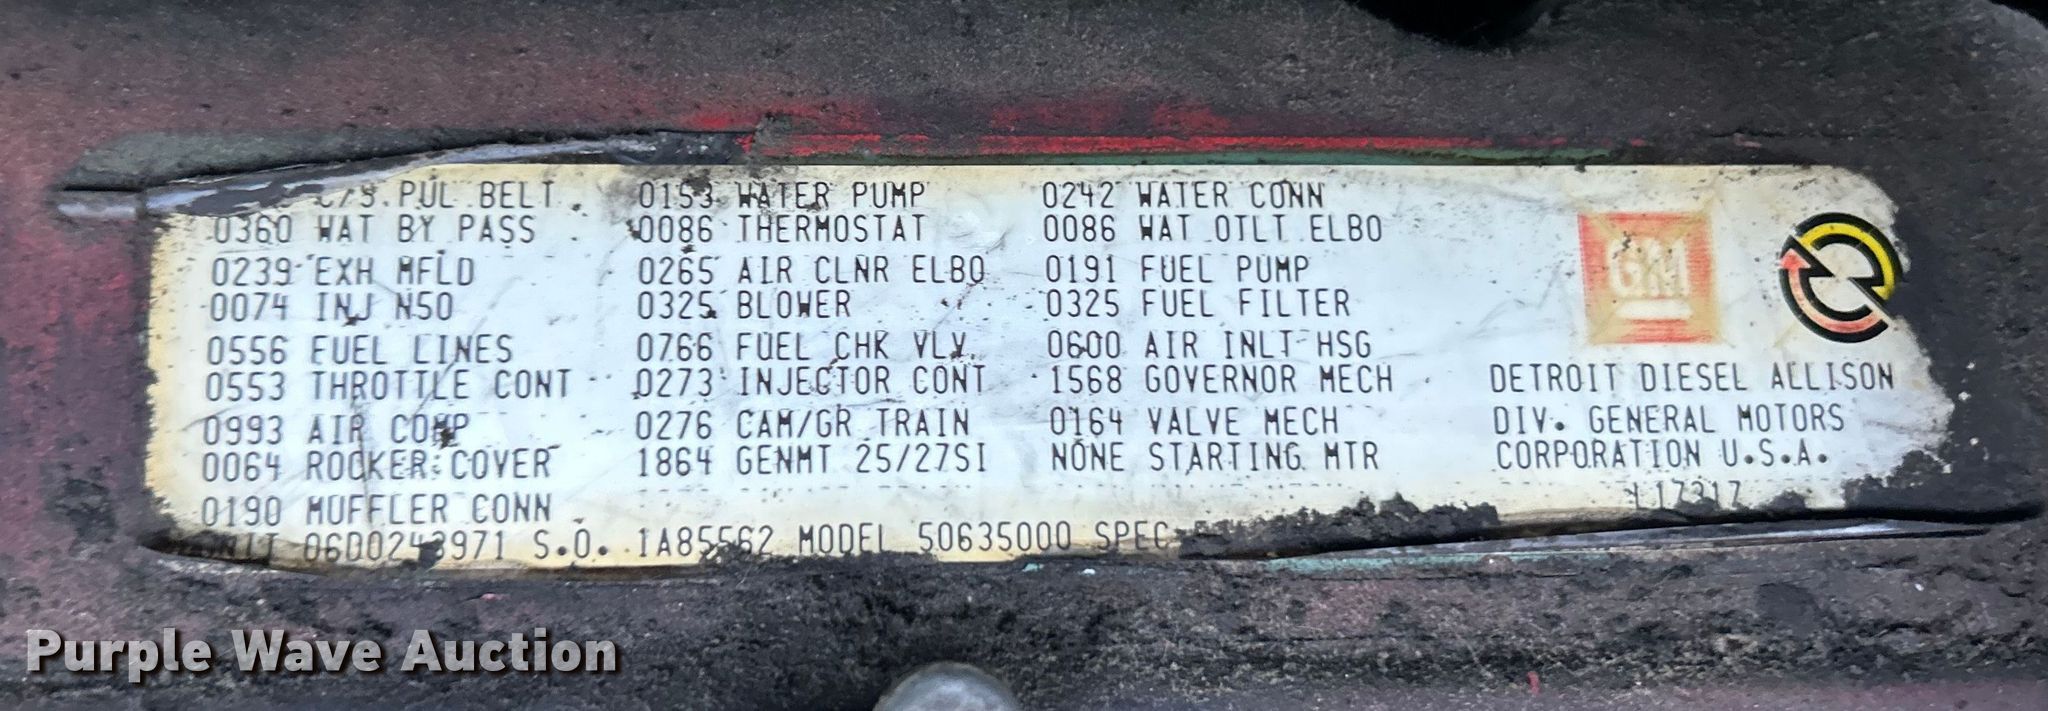 C/S PUL BELT 0153 WATER PUMP 0242 WATER CONN
0360 WAT BY PASS 0086 THERMOSTAT 0086 WAT OTLT ELBO
0239 EXH MFLD 0265 AIR CLNR ELBO 0191 FUEL PUMP
0074 INJ N50 0325 BLOWER 0325 FUEL FILTER
0556 FUEL LINES 0766 FUEL CHK VLV 0600 AIR INLT HSG
0553 THROTTLE CONT 0273 INJECTOR CONT 1568 GOVERNOR MECH
0993 AIR COMP 0276 CAM/GR TRAIN 0164 VALVE MECH
0064 ROCKER COVER 1864 GENMT 25/27SI NONE STARTING MTR
0190 MUFFLER CONN
UNIT 06D0243971 S.O. 1A85562 MODEL 50635000 SPEC
GM
DETROIT DIESEL ALLISON
DIV. GENERAL MOTORS
CORPORATION U.S.A.
L17317
Purple Wave Auction